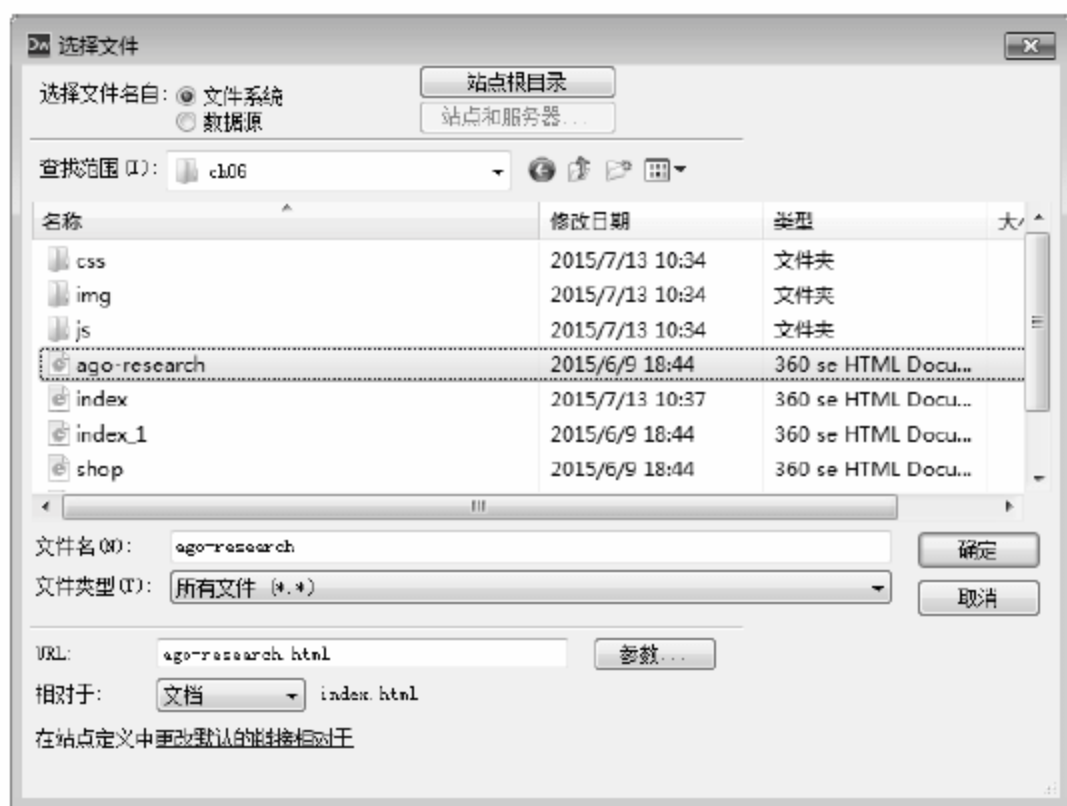 Dw 选择文件
选择文件名自: 文件系统 站点根目录
数据源 站点和服务器...
查找范围(I): ch06
名称 修改日期 类型 大小
css 2015/7/13 10:34 文件夹
img 2015/7/13 10:34 文件夹
js 2015/7/13 10:34 文件夹
ago-research 2015/6/9 18:44 360 se HTML Docu...
index 2015/7/13 10:37 360 se HTML Docu...
index_1 2015/6/9 18:44 360 se HTML Docu...
shop 2015/6/9 18:44 360 se HTML Docu...
文件名(N): ago-research 确定
文件类型(T): 所有文件 (*.*) 取消
URL: ago-research.html 参数...
相对于: 文档 index.html
在站点定义中更改默认的链接相对于